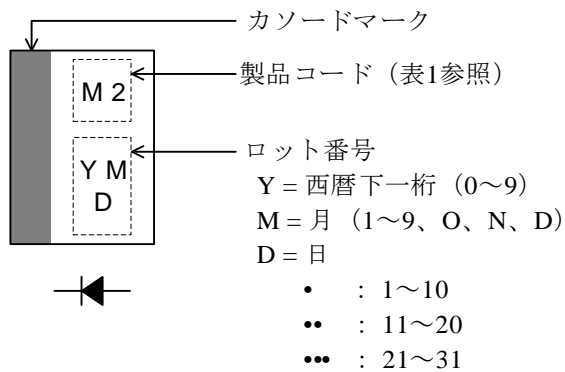 カソードマーク
M 2
製品コード（表1参照）
ロット番号
Y M
D
Y = 西暦下一桁（0～9）
M = 月（1～9、O、N、D）
D = 日
• : 1～10
•• : 11～20
••• : 21～31